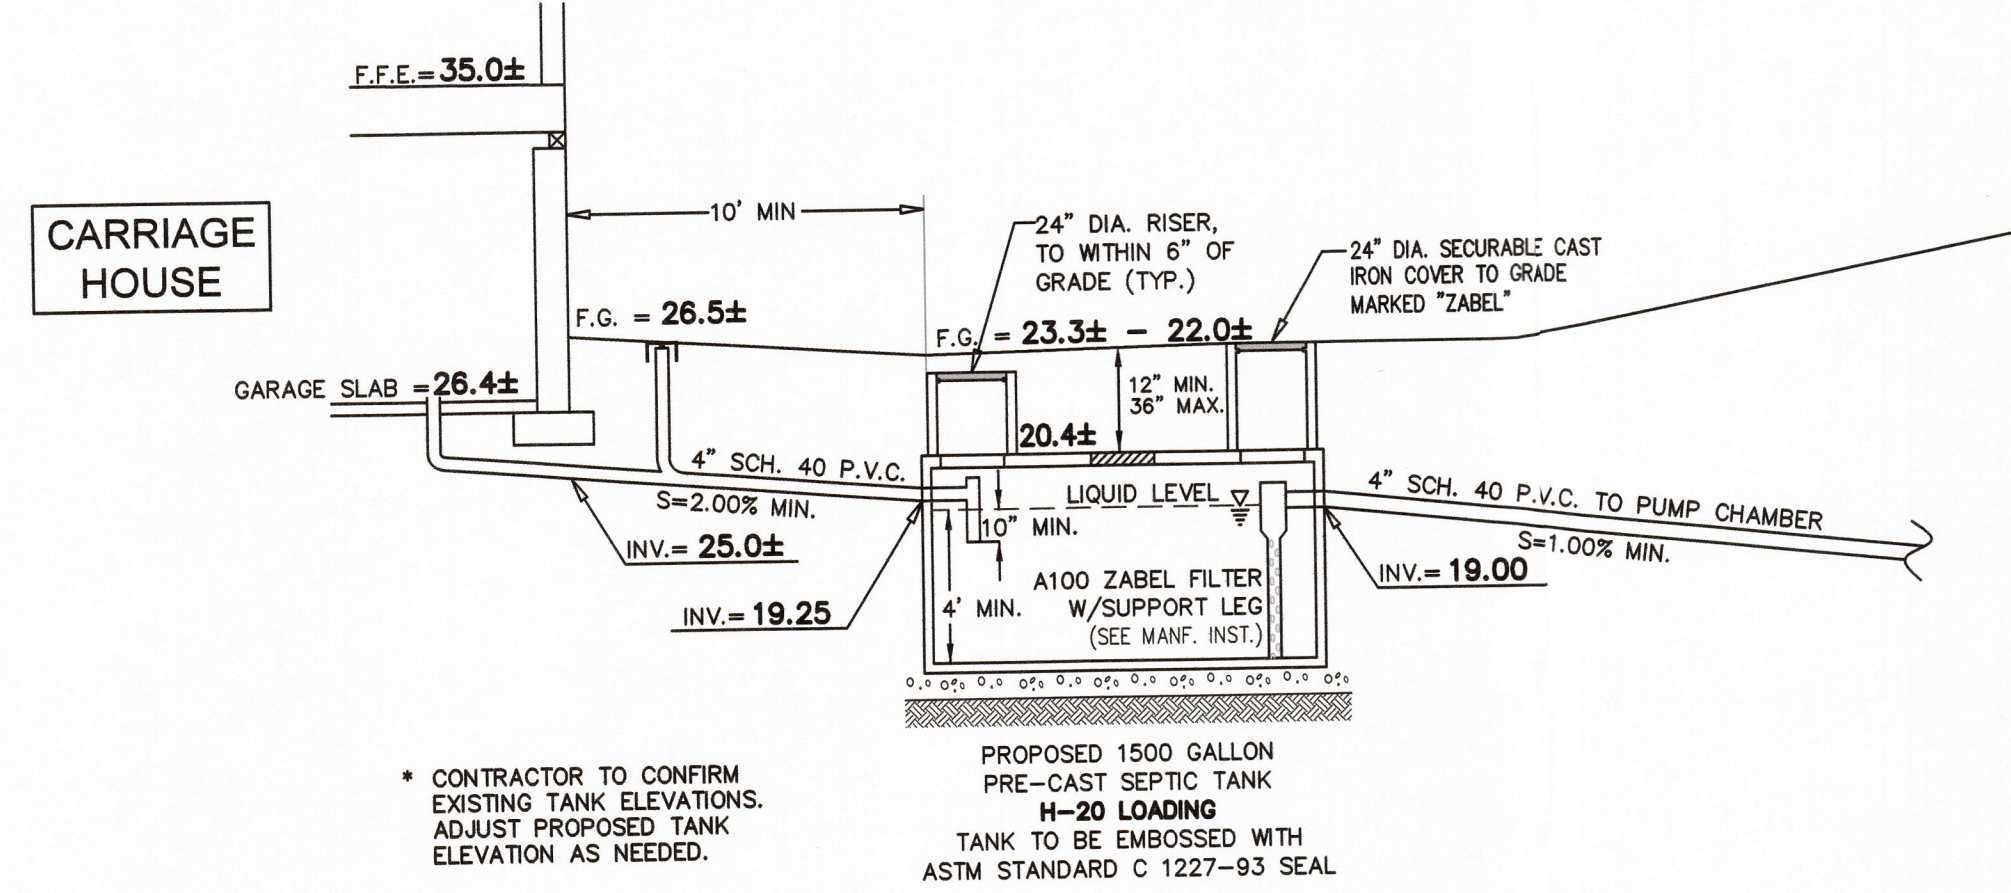 F.F.E.= 35.0±
CARRIAGE
HOUSE
10' MIN
24" DIA. RISER,
TO WITHIN 6" OF
GRADE (TYP.)
24" DIA. SECURABLE CAST
IRON COVER TO GRADE
MARKED "ZABEL"
F.G. = 26.5±
F.G. = 23.3± - 22.0±
GARAGE SLAB = 26.4±
12" MIN.
36" MAX.
20.4±
4" SCH. 40 P.V.C.
S=2.00% MIN.
LIQUID LEVEL
10" MIN.
4" SCH. 40 P.V.C. TO PUMP CHAMBER
S=1.00% MIN.
INV.= 25.0±
INV.= 19.25
INV.= 19.00
4' MIN.
A100 ZABEL FILTER
W/SUPPORT LEG
(SEE MANF. INST.)
* CONTRACTOR TO CONFIRM
EXISTING TANK ELEVATIONS.
ADJUST PROPOSED TANK
ELEVATION AS NEEDED.
PROPOSED 1500 GALLON
PRE-CAST SEPTIC TANK
H-20 LOADING
TANK TO BE EMBOSSED WITH
ASTM STANDARD C 1227-93 SEAL